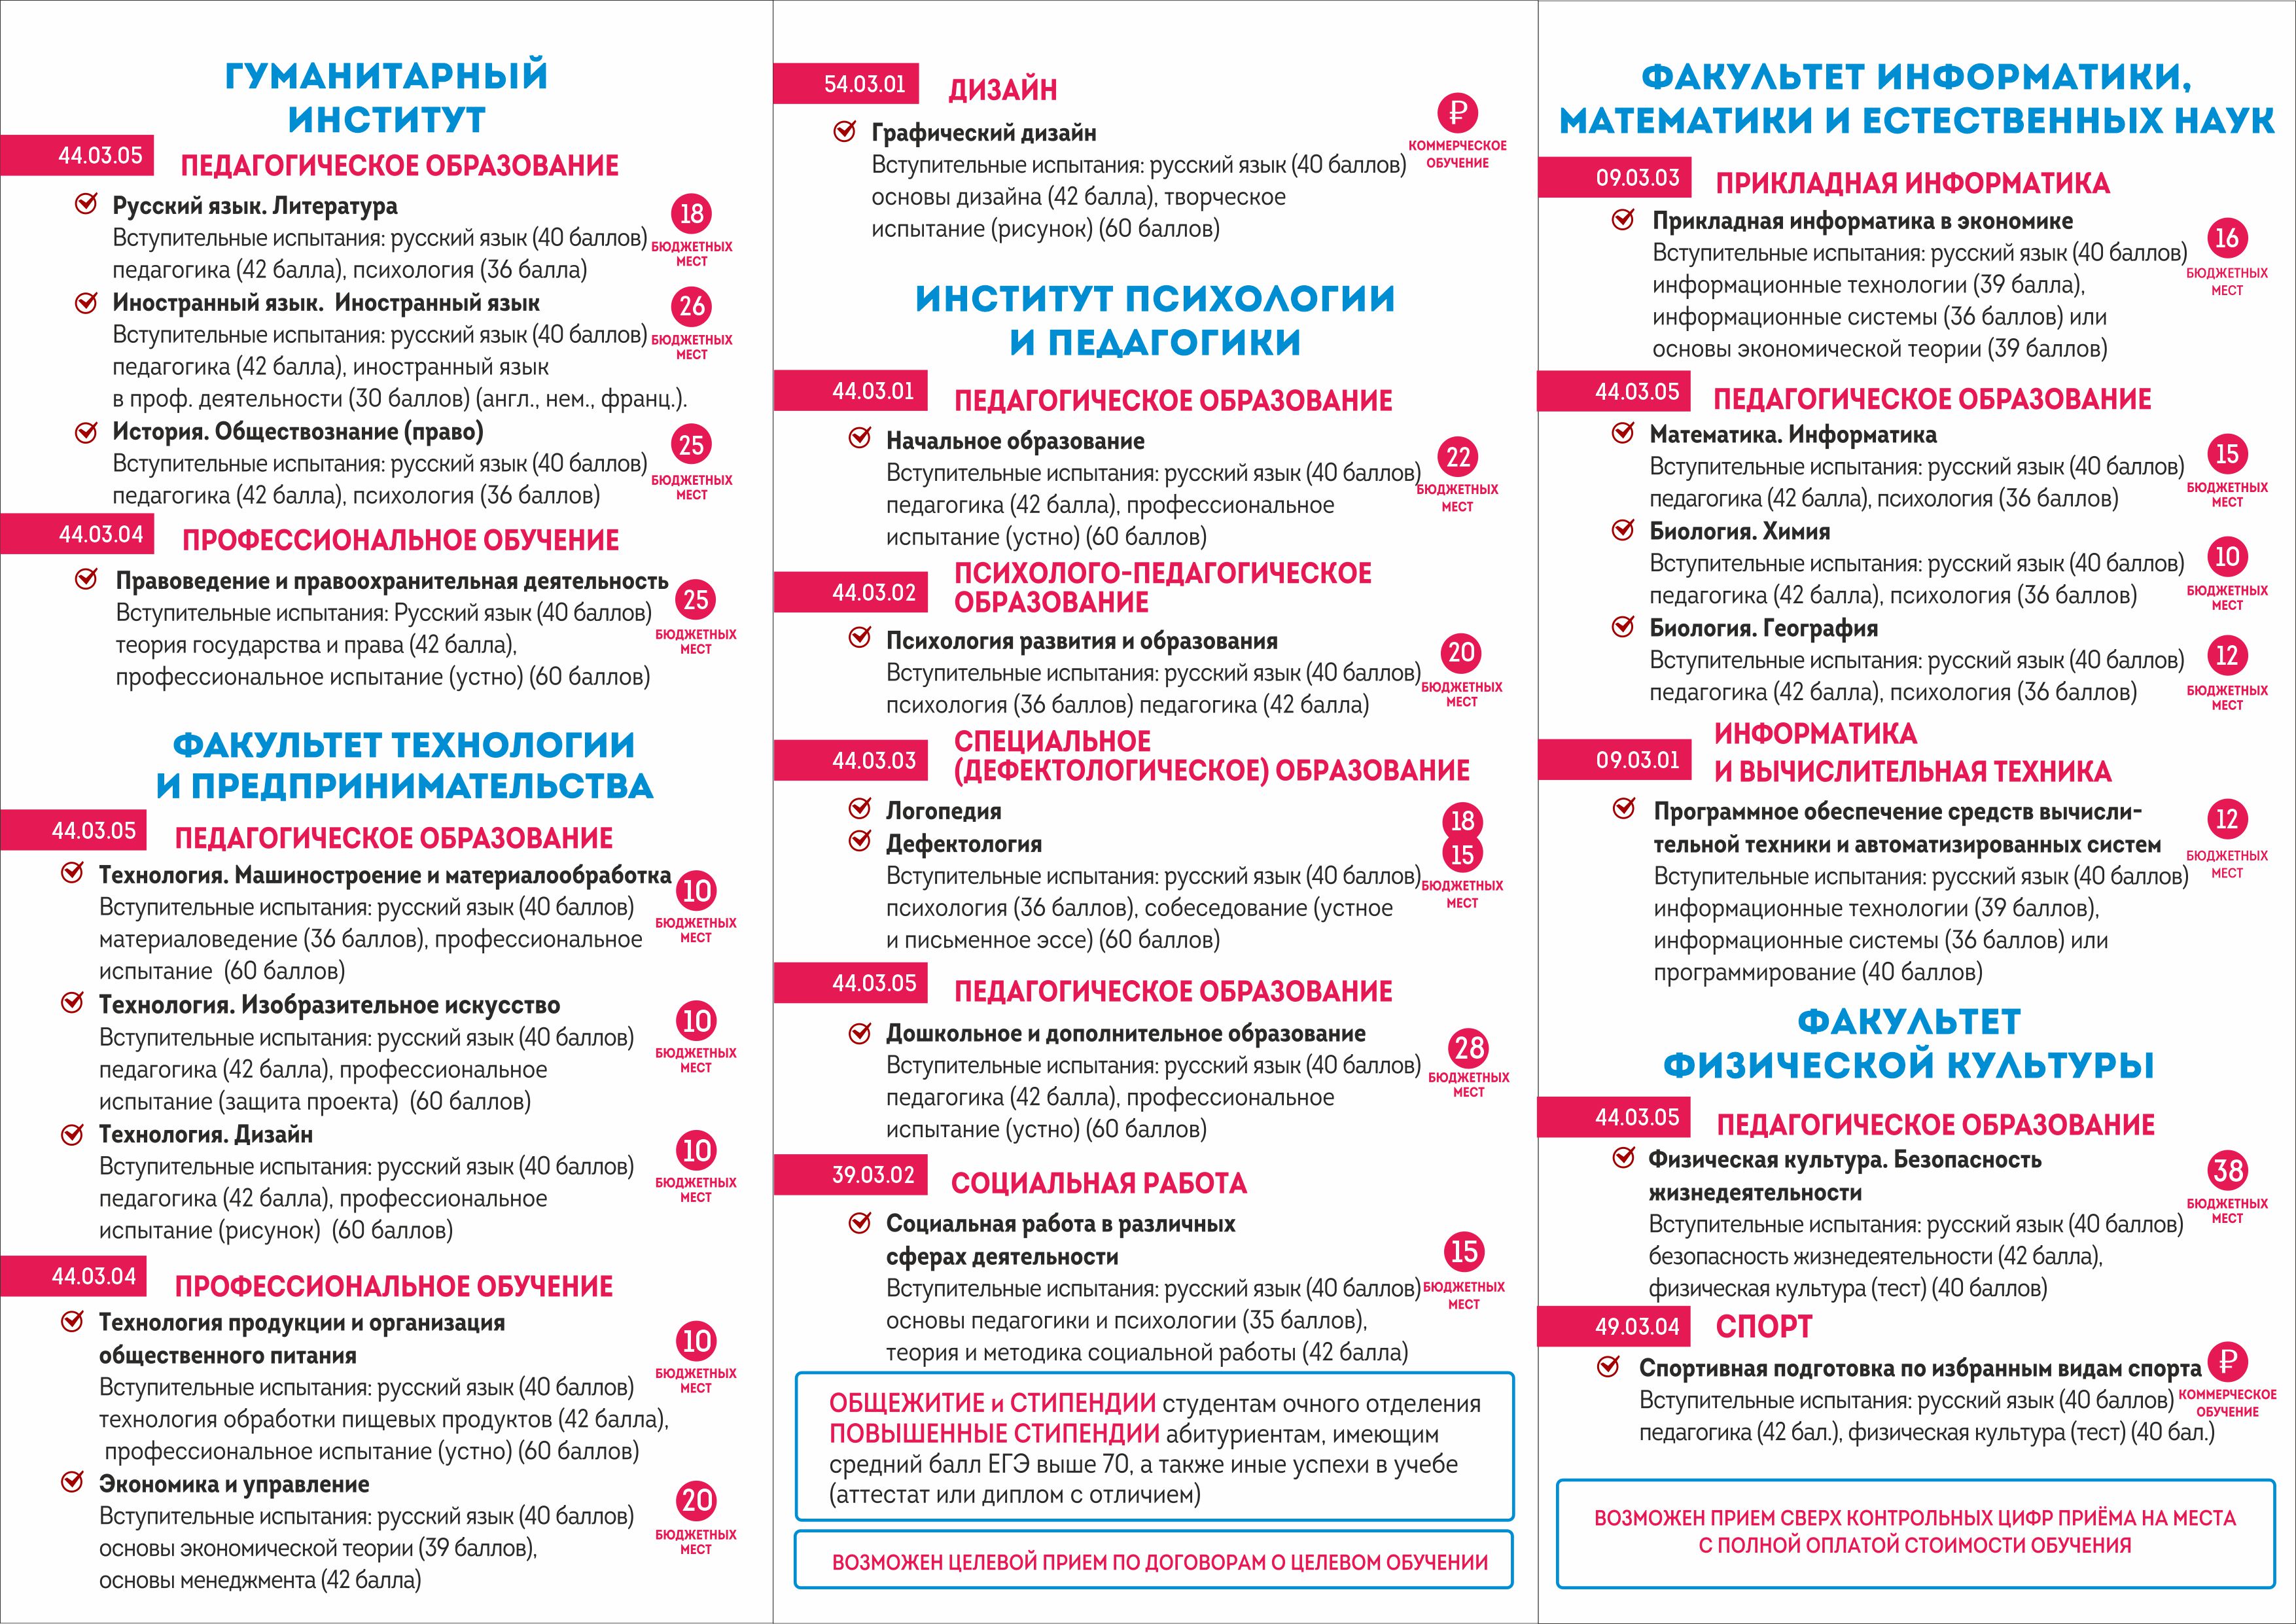 ГУМАНИТАРНЫЙ
ИНСТИТУТ
44.03.05
ПЕДАГОГИЧЕСКОЕ ОБРАЗОВАНИЕ
Русский язык. Литература
Вступительные испытания: русский язык (40 баллов)
педагогика (42 балла), психология (36 балла)
18
БЮДЖЕТНЫХ
МЕСТ
Иностранный язык.  Иностранный язык
Вступительные испытания: русский язык (40 баллов)
педагогика (42 балла), иностранный язык
в проф. деятельности (30 баллов) (англ., нем., франц.).
26
БЮДЖЕТНЫХ
МЕСТ
История. Обществознание (право)
Вступительные испытания: русский язык (40 баллов)
педагогика (42 балла), психология (36 баллов)
25
БЮДЖЕТНЫХ
МЕСТ
44.03.04
ПРОФЕССИОНАЛЬНОЕ ОБУЧЕНИЕ
Правоведение и правоохранительная деятельность
Вступительные испытания: Русский язык (40 баллов)
теория государства и права (42 балла),
профессиональное испытание (устно) (60 баллов)
25
БЮДЖЕТНЫХ
МЕСТ
ФАКУЛЬТЕТ ТЕХНОЛОГИИ
И ПРЕДПРИНИМАТЕЛЬСТВА
44.03.05
ПЕДАГОГИЧЕСКОЕ ОБРАЗОВАНИЕ
Технология. Машиностроение и материалообработка
Вступительные испытания: русский язык (40 баллов)
материаловедение (36 баллов), профессиональное
испытание  (60 баллов)
10
БЮДЖЕТНЫХ
МЕСТ
Технология. Изобразительное искусство
Вступительные испытания: русский язык (40 баллов)
педагогика (42 балла), профессиональное
испытание (защита проекта)  (60 баллов)
10
БЮДЖЕТНЫХ
МЕСТ
Технология. Дизайн
Вступительные испытания: русский язык (40 баллов)
педагогика (42 балла), профессиональное
испытание (рисунок)  (60 баллов)
10
БЮДЖЕТНЫХ
МЕСТ
44.03.04
ПРОФЕССИОНАЛЬНОЕ ОБУЧЕНИЕ
Технология продукции и организация
общественного питания
Вступительные испытания: русский язык (40 баллов)
технология обработки пищевых продуктов (42 балла),
профессиональное испытание (устно) (60 баллов)
10
БЮДЖЕТНЫХ
МЕСТ
Экономика и управление
Вступительные испытания: русский язык (40 баллов)
основы экономической теории (39 баллов),
основы менеджмента (42 балла)
20
БЮДЖЕТНЫХ
МЕСТ
54.03.01
ДИЗАЙН
Графический дизайн
Вступительные испытания: русский язык (40 баллов)
основы дизайна (42 балла), творческое
испытание (рисунок) (60 баллов)
₽
КОММЕРЧЕСКОЕ
ОБУЧЕНИЕ
ИНСТИТУТ ПСИХОЛОГИИ
И ПЕДАГОГИКИ
44.03.01
ПЕДАГОГИЧЕСКОЕ ОБРАЗОВАНИЕ
Начальное образование
Вступительные испытания: русский язык (40 баллов)
педагогика (42 балла), профессиональное
испытание (устно) (60 баллов)
22
БЮДЖЕТНЫХ
МЕСТ
44.03.02
ПСИХОЛОГО-ПЕДАГОГИЧЕСКОЕ
ОБРАЗОВАНИЕ
Психология развития и образования
Вступительные испытания: русский язык (40 баллов)
психология (36 баллов) педагогика (42 балла)
20
БЮДЖЕТНЫХ
МЕСТ
44.03.03
СПЕЦИАЛЬНОЕ
(ДЕФЕКТОЛОГИЧЕСКОЕ) ОБРАЗОВАНИЕ
Логопедия
Дефектология
Вступительные испытания: русский язык (40 баллов)
психология (36 баллов), собеседование (устное
и письменное эссе) (60 баллов)
18
15
БЮДЖЕТНЫХ
МЕСТ
44.03.05
ПЕДАГОГИЧЕСКОЕ ОБРАЗОВАНИЕ
Дошкольное и дополнительное образование
Вступительные испытания: русский язык (40 баллов)
педагогика (42 балла), профессиональное
испытание (устно) (60 баллов)
28
БЮДЖЕТНЫХ
МЕСТ
39.03.02
СОЦИАЛЬНАЯ РАБОТА
Социальная работа в различных
сферах деятельности
Вступительные испытания: русский язык (40 баллов)
основы педагогики и психологии (35 баллов),
теория и методика социальной работы (42 балла)
15
БЮДЖЕТНЫХ
МЕСТ
ОБЩЕЖИТИЕ и СТИПЕНДИИ студентам очного отделения
ПОВЫШЕННЫЕ СТИПЕНДИИ абитуриентам, имеющим
средний балл ЕГЭ выше 70, а также иные успехи в учебе
(аттестат или диплом с отличием)
ВОЗМОЖЕН ЦЕЛЕВОЙ ПРИЕМ ПО ДОГОВОРАМ О ЦЕЛЕВОМ ОБУЧЕНИИ
ФАКУЛЬТЕТ ИНФОРМАТИКИ,
МАТЕМАТИКИ И ЕСТЕСТВЕННЫХ НАУК
09.03.03
ПРИКЛАДНАЯ ИНФОРМАТИКА
Прикладная информатика в экономике
Вступительные испытания: русский язык (40 баллов)
информационные технологии (39 балла),
информационные системы (36 баллов) или
основы экономической теории (39 баллов)
16
БЮДЖЕТНЫХ
МЕСТ
44.03.05
ПЕДАГОГИЧЕСКОЕ ОБРАЗОВАНИЕ
Математика. Информатика
Вступительные испытания: русский язык (40 баллов)
педагогика (42 балла), психология (36 баллов)
15
БЮДЖЕТНЫХ
МЕСТ
Биология. Химия
Вступительные испытания: русский язык (40 баллов)
педагогика (42 балла), психология (36 баллов)
10
БЮДЖЕТНЫХ
МЕСТ
Биология. География
Вступительные испытания: русский язык (40 баллов)
педагогика (42 балла), психология (36 баллов)
12
БЮДЖЕТНЫХ
МЕСТ
09.03.01
ИНФОРМАТИКА
И ВЫЧИСЛИТЕЛЬНАЯ ТЕХНИКА
Программное обеспечение средств вычисли-
тельной техники и автоматизированных систем
Вступительные испытания: русский язык (40 баллов)
информационные технологии (39 баллов),
информационные системы (36 баллов) или
программирование (40 баллов)
12
БЮДЖЕТНЫХ
МЕСТ
ФАКУЛЬТЕТ
ФИЗИЧЕСКОЙ КУЛЬТУРЫ
44.03.05
ПЕДАГОГИЧЕСКОЕ ОБРАЗОВАНИЕ
Физическая культура. Безопасность
жизнедеятельности
Вступительные испытания: русский язык (40 баллов)
безопасность жизнедеятельности (42 балла),
физическая культура (тест) (40 баллов)
38
БЮДЖЕТНЫХ
МЕСТ
49.03.04
СПОРТ
Спортивная подготовка по избранным видам спорта
Вступительные испытания: русский язык (40 баллов)
педагогика (42 бал.), физическая культура (тест) (40 бал.)
₽
КОММЕРЧЕСКОЕ
ОБУЧЕНИЕ
ВОЗМОЖЕН ПРИЕМ СВЕРХ КОНТРОЛЬНЫХ ЦИФР ПРИЁМА НА МЕСТА
С ПОЛНОЙ ОПЛАТОЙ СТОИМОСТИ ОБУЧЕНИЯ